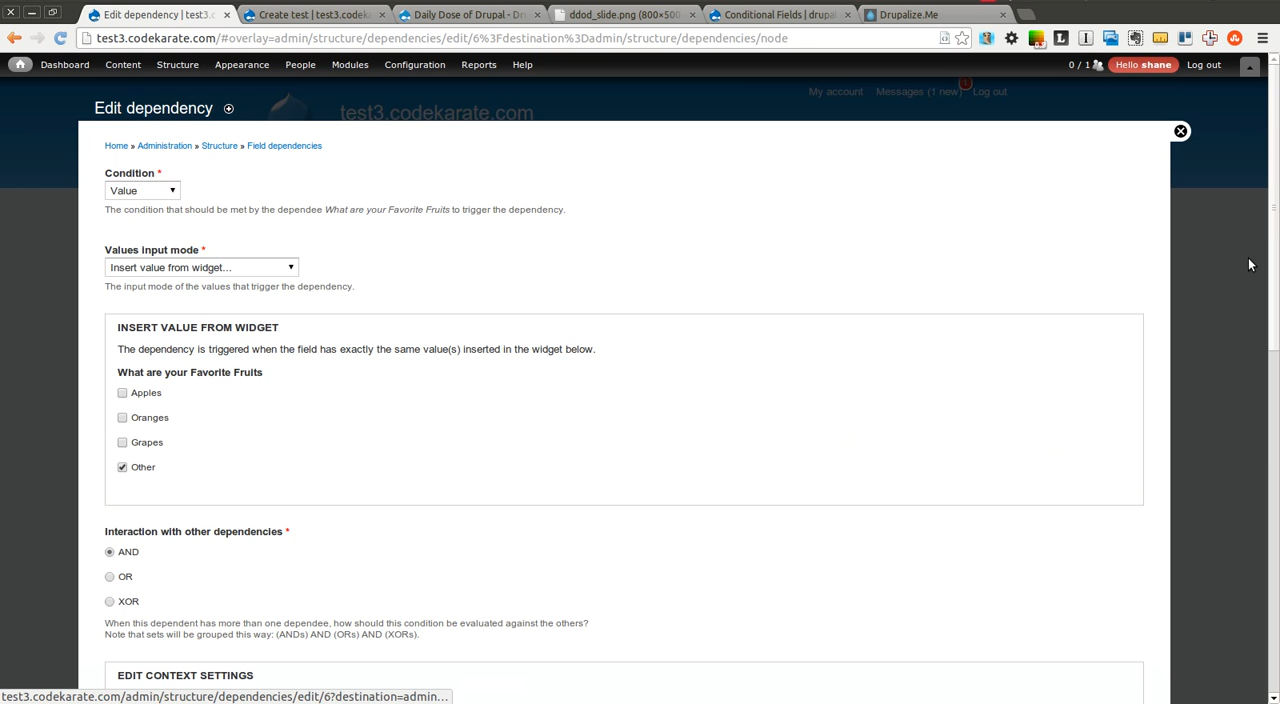 Edit dependency | test3.c
Create test | test3.codeka
Daily Dose of Drupal - Dr
ddod_slide.png (800×500
Conditional Fields | drupal
Drupalize.Me
test3.codekarate.com/#overlay=admin/structure/dependencies/edit/6%3Fdestination%3Dadmin/structure/dependencies/node
Dashboard Content Structure Appearance People Modules Configuration Reports Help 0 / 1 Hello shane Log out
My account Messages (1 new) 1 Log out
Edit dependency
test3.codekarate.com
Home » Administration » Structure » Field dependencies
Condition *
Value
The condition that should be met by the dependee What are your Favorite Fruits to trigger the dependency.
Values input mode *
Insert value from widget...
The input mode of the values that trigger the dependency.
INSERT VALUE FROM WIDGET
The dependency is triggered when the field has exactly the same value(s) inserted in the widget below.
What are your Favorite Fruits
Apples
Oranges
Grapes
Other
Interaction with other dependencies *
AND
OR
XOR
When this dependent has more than one dependee, how should this condition be evaluated against the others?
Note that sets will be grouped this way: (ANDs) AND (ORs) AND (XORs).
EDIT CONTEXT SETTINGS
test3.codekarate.com/admin/structure/dependencies/edit/6?destination=admin...